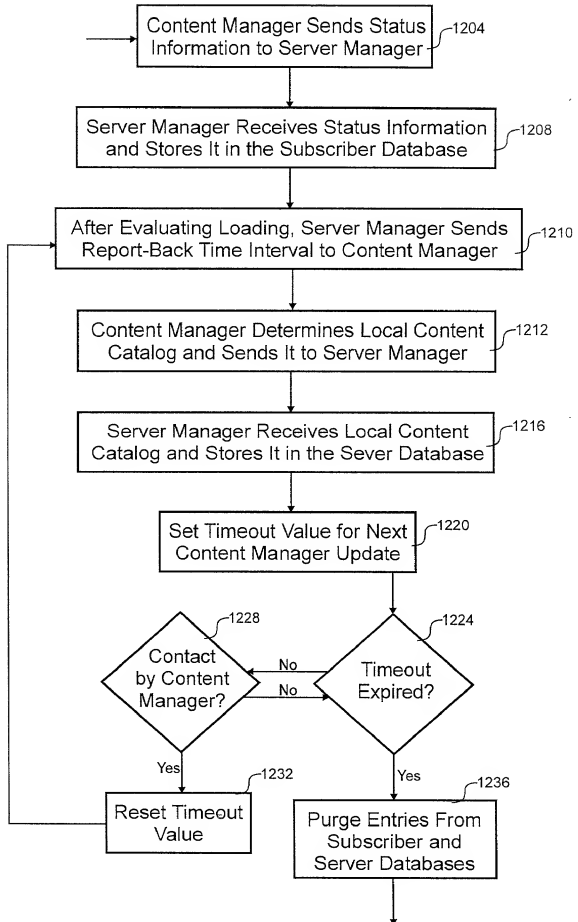 Content Manager Sends Status
Information to Server Manager
1204
Server Manager Receives Status Information
and Stores It in the Subscriber Database
1208
After Evaluating Loading, Server Manager Sends
Report-Back Time Interval to Content Manager
1210
Content Manager Determines Local Content
Catalog and Sends It to Server Manager
1212
Server Manager Receives Local Content
Catalog and Stores It in the Sever Database
1216
Set Timeout Value for Next
Content Manager Update
1220
1228
Contact
by Content
Manager?
No
No
1224
Timeout
Expired?
Yes
1232
Reset Timeout
Value
Yes
1236
Purge Entries From
Subscriber and
Server Databases